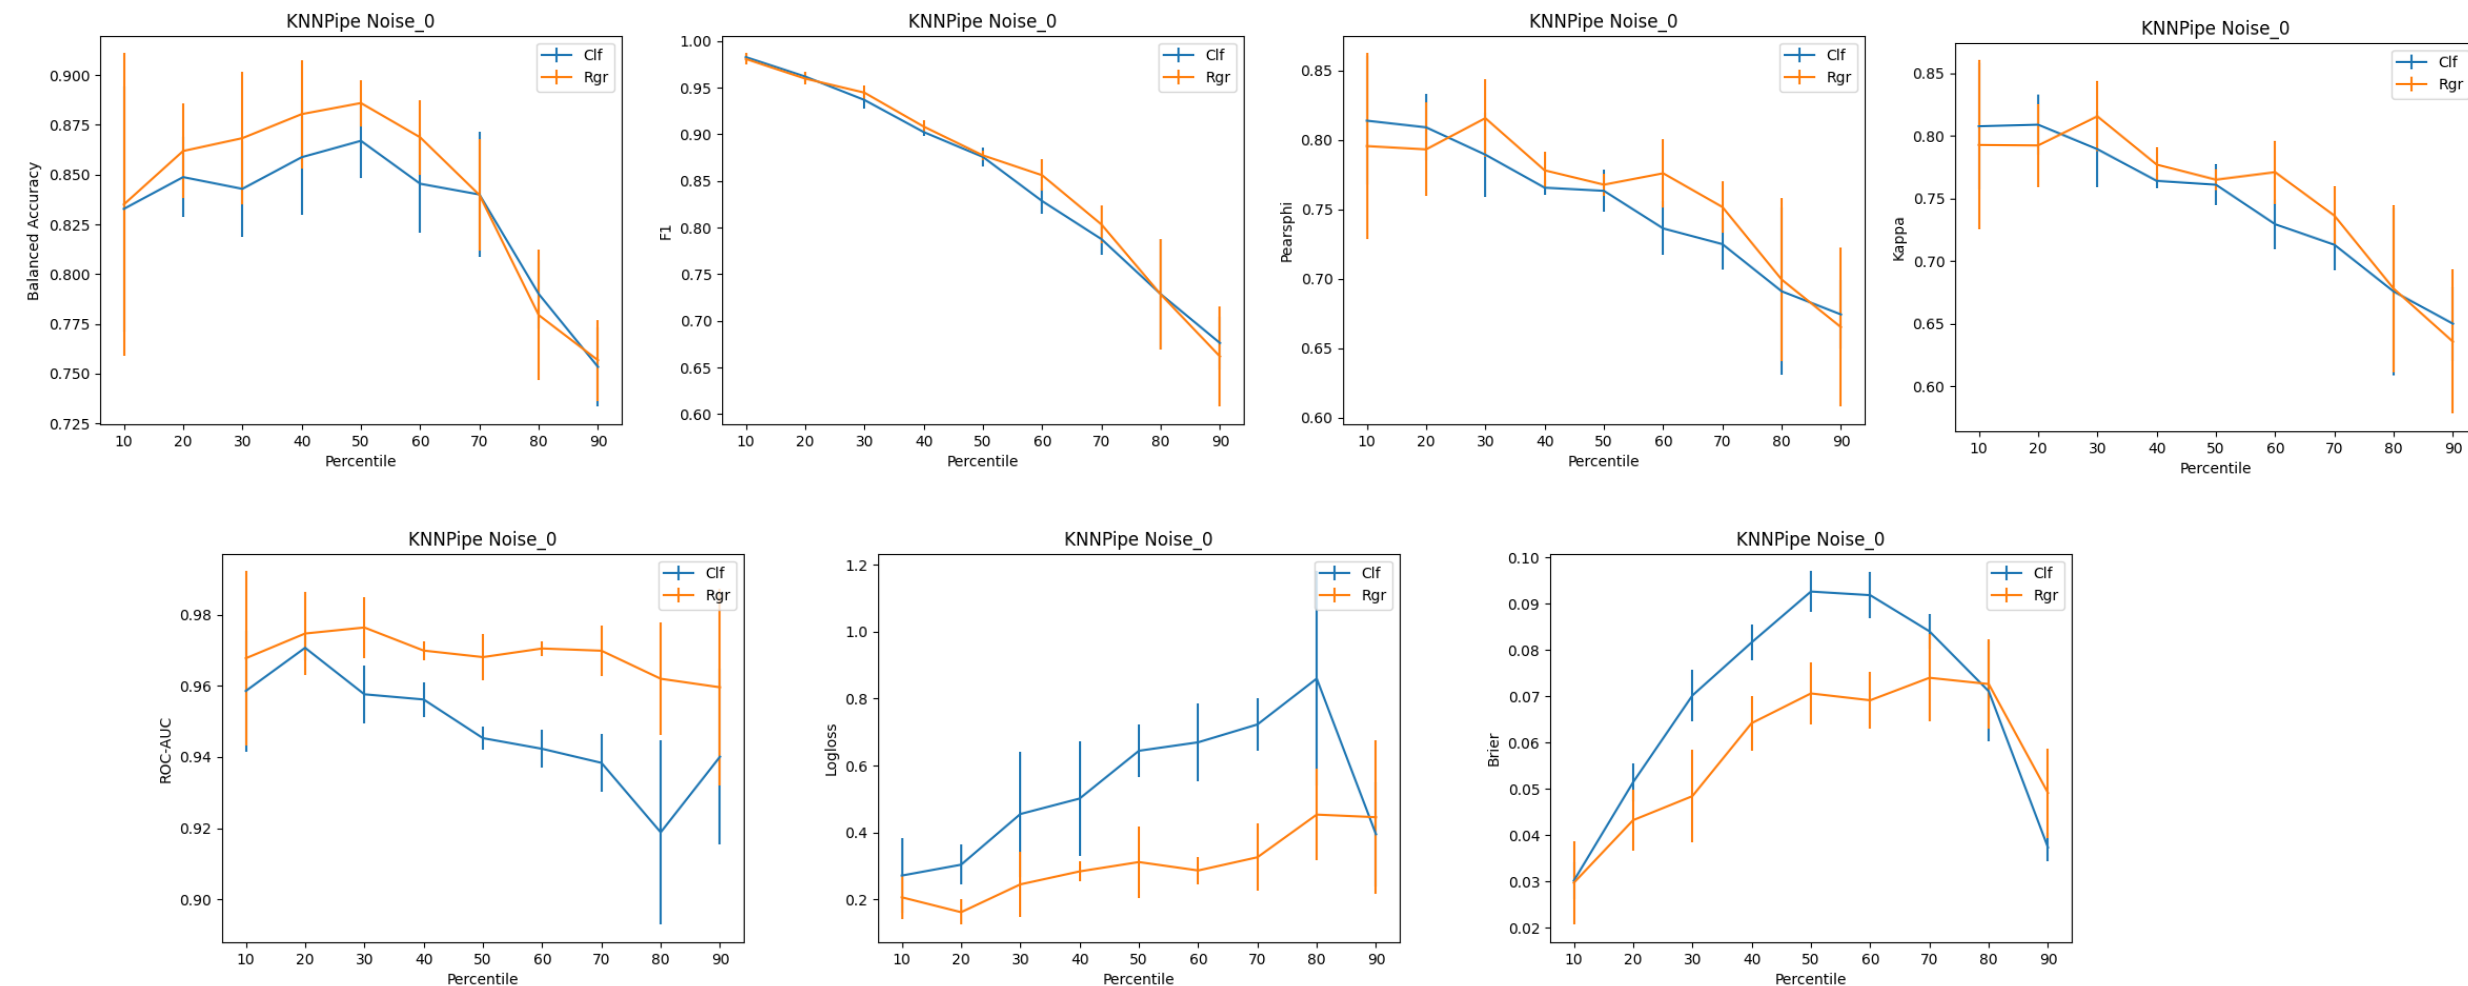 KNNPipe Noise_0
Clf
Rgr
0.900
0.875
0.850
0.825
0.800
0.775
0.750
0.725
Balanced Accuracy
10 20 30 40 50 60 70 80 90
Percentile
KNNPipe Noise_0
Clf
Rgr
1.00
0.95
0.90
0.85
0.80
0.75
0.70
0.65
0.60
F1
10 20 30 40 50 60 70 80 90
Percentile
KNNPipe Noise_0
Clf
Rgr
0.85
0.80
0.75
0.70
0.65
0.60
Pearsphi
10 20 30 40 50 60 70 80 90
Percentile
KNNPipe Noise_0
Clf
Rgr
0.85
0.80
0.75
0.70
0.65
0.60
Kappa
10 20 30 40 50 60 70 80 90
Percentile
KNNPipe Noise_0
Clf
Rgr
0.98
0.96
0.94
0.92
0.90
ROC-AUC
10 20 30 40 50 60 70 80 90
Percentile
KNNPipe Noise_0
Clf
Rgr
1.2
1.0
0.8
0.6
0.4
0.2
Logloss
10 20 30 40 50 60 70 80 90
Percentile
KNNPipe Noise_0
Clf
Rgr
0.10
0.09
0.08
0.07
0.06
0.05
0.04
0.03
0.02
Brier
10 20 30 40 50 60 70 80 90
Percentile